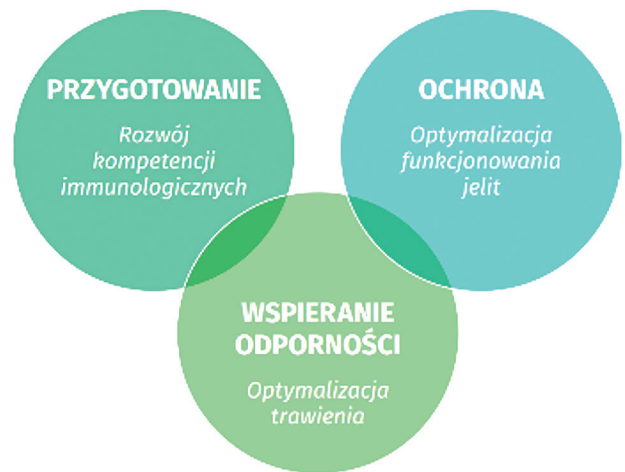 PRZYGOTOWANIE
Rozwój
kompetencji
immunologicznych
OCHRONA
Optymalizacja
funkcjonowania
jelit
WSPIERANIE
ODPORNOŚCI
Optymalizacja
trawienia